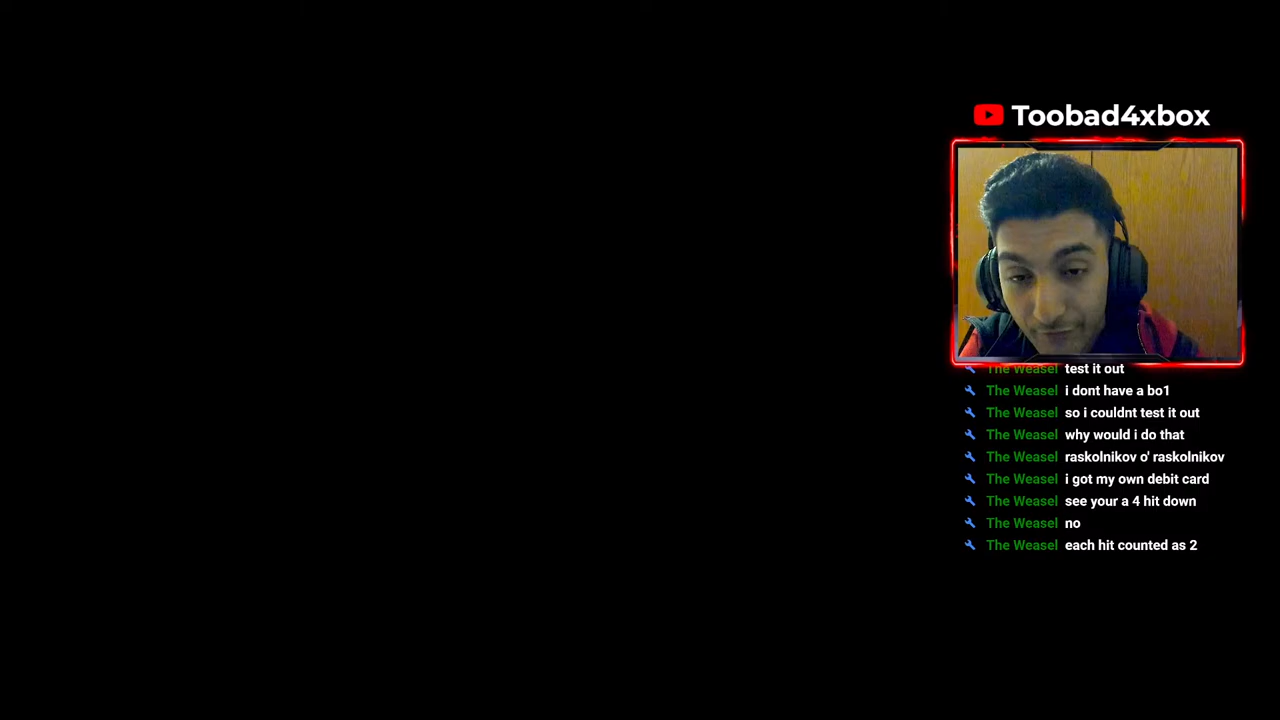 Toobad4xbox
The Weasel test it out
The Weasel i dont have a bo1
The Weasel so i couldnt test it out
The Weasel why would i do that
The Weasel raskolnikov o' raskolnikov
The Weasel i got my own debit card
The Weasel see your a 4 hit down
The Weasel no
The Weasel each hit counted as 2